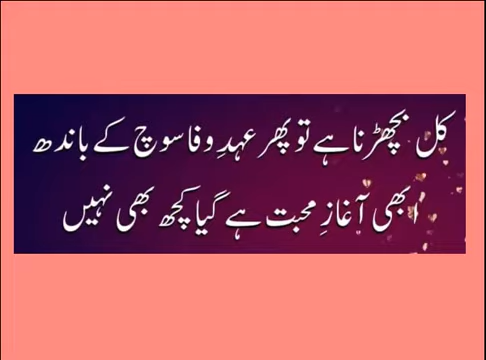 کل بچھڑنا ہے تو پھر عہدِ وفا سوچ کے باندھ
ابھی آغازِ محبت ہے گیا کچھ بھی نہیں